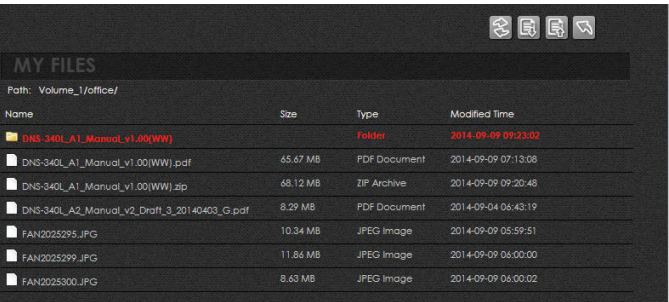 MY FILES
Path: Volume_1/office/
Name Size Type Modified Time
DNS-340L_A1_Manual_v1.00(WW) Folder 2014-09-09 09:23:02
DNS-340L_A1_Manual_v1.00(WW).pdf 65.67 MB PDF Document 2014-09-09 07:13:08
DNS-340L_A1_Manual_v1.00(WW).zip 68.12 MB ZIP Archive 2014-09-09 09:20:48
DNS-340L_A2_Manual_v2_Draft_3_20140403_G.pdf 8.29 MB PDF Document 2014-09-04 06:43:19
FAN2025295.JPG 10.34 MB JPEG Image 2014-09-09 05:59:51
FAN2025299.JPG 11.86 MB JPEG Image 2014-09-09 06:00:00
FAN2025300.JPG 8.63 MB JPEG Image 2014-09-09 06:00:02